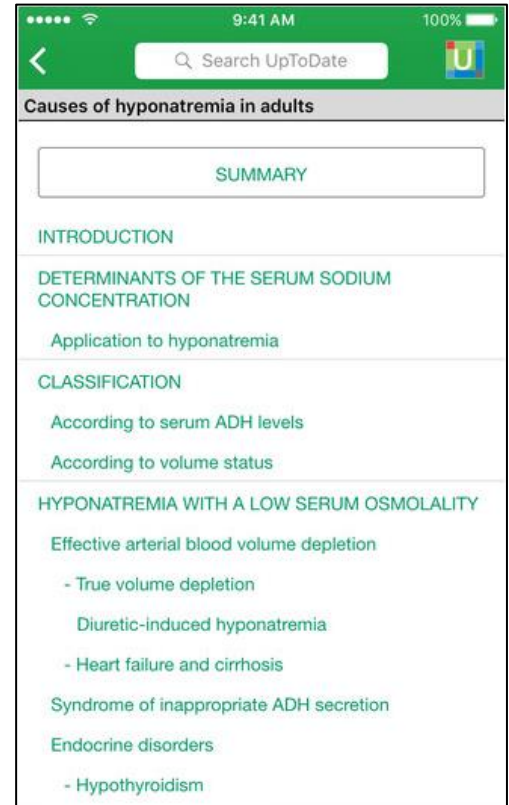 9:41 AM
100%
Search UpToDate
U
Causes of hyponatremia in adults
SUMMARY
INTRODUCTION
DETERMINANTS OF THE SERUM SODIUM
CONCENTRATION
Application to hyponatremia
CLASSIFICATION
According to serum ADH levels
According to volume status
HYPONATREMIA WITH A LOW SERUM OSMOLALITY
Effective arterial blood volume depletion
- True volume depletion
Diuretic-induced hyponatremia
- Heart failure and cirrhosis
Syndrome of inappropriate ADH secretion
Endocrine disorders
- Hypothyroidism